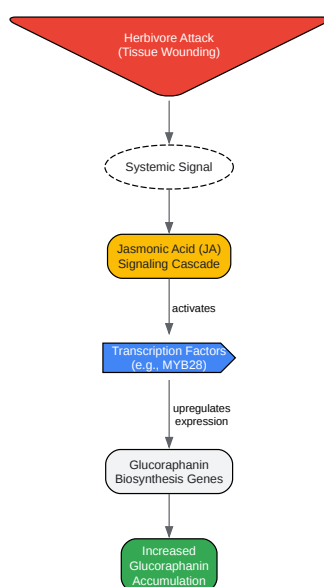 Herbivore Attack
(Tissue Wounding)
Systemic Signal
Jasmonic Acid (JA)
Signaling Cascade
activates
Transcription Factors
(e.g., MYB28)
upregulates
expression
Glucoraphanin
Biosynthesis Genes
Increased
Glucoraphanin
Accumulation